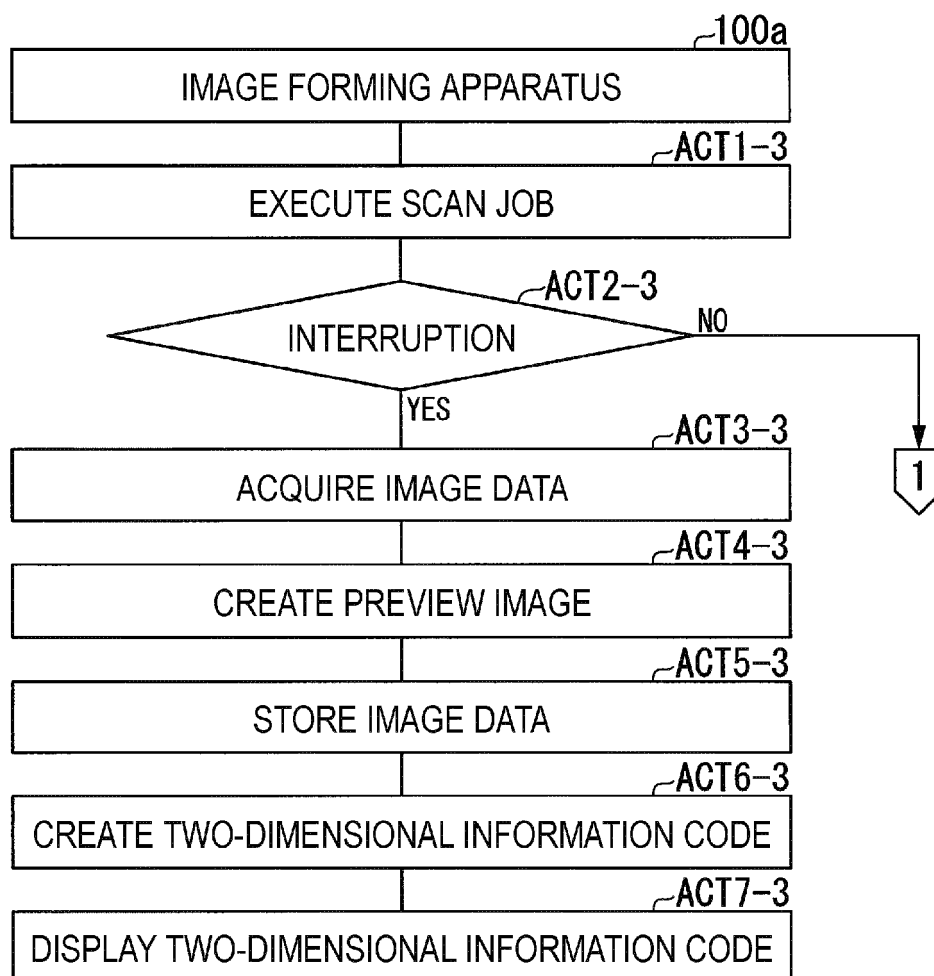 100a
IMAGE FORMING APPARATUS
ACT1-3
EXECUTE SCAN JOB
ACT2-3
INTERRUPTION
NO
YES
1
ACT3-3
ACQUIRE IMAGE DATA
ACT4-3
CREATE PREVIEW IMAGE
ACT5-3
STORE IMAGE DATA
ACT6-3
CREATE TWO-DIMENSIONAL INFORMATION CODE
ACT7-3
DISPLAY TWO-DIMENSIONAL INFORMATION CODE